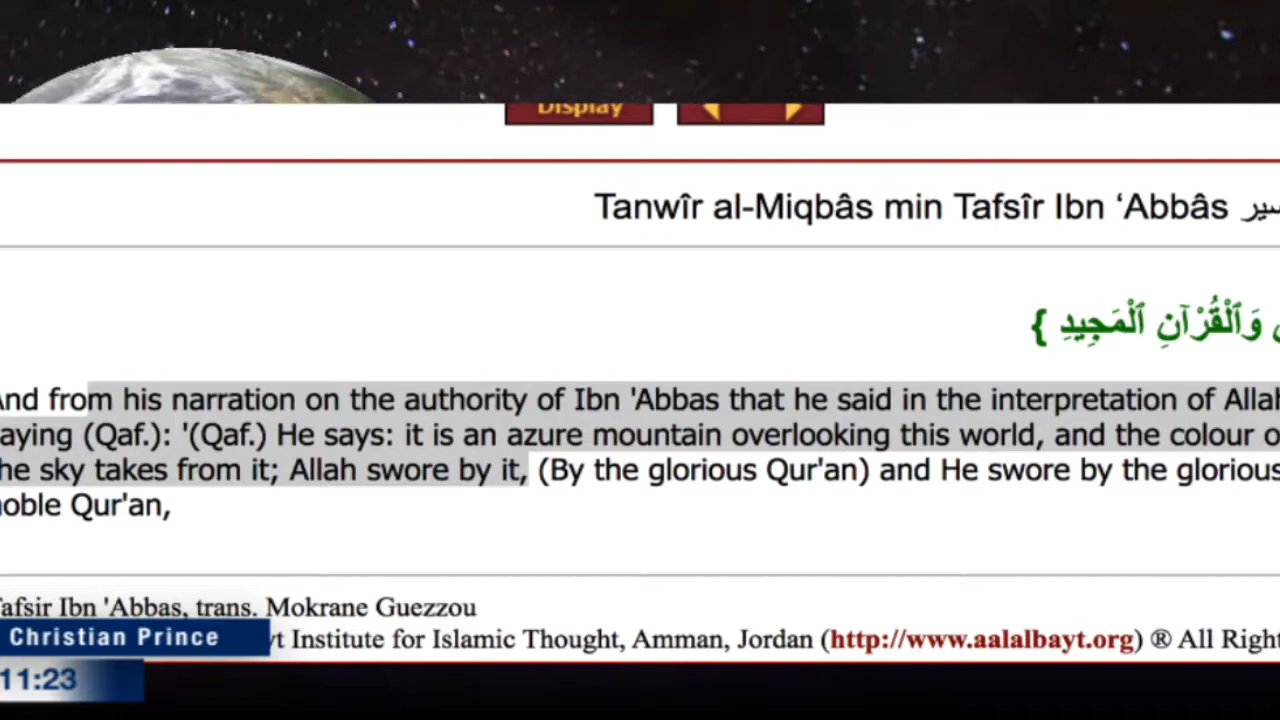 Display
Tanwîr al-Miqbâs min Tafsîr Ibn ‘Abbâs
وَٱلْقُرْآنِ ٱلْمَجِيدِ }
And from his narration on the authority of Ibn 'Abbas that he said in the interpretation of Allah
aying (Qaf.): '(Qaf.) He says: it is an azure mountain overlooking this world, and the colour o
he sky takes from it; Allah swore by it, (By the glorious Qur'an) and He swore by the glorious
noble Qur'an,
Tafsir Ibn 'Abbas, trans. Mokrane Guezzou
Christian Prince
yt Institute for Islamic Thought, Amman, Jordan (http://www.aalalbayt.org) ® All Right
11:23